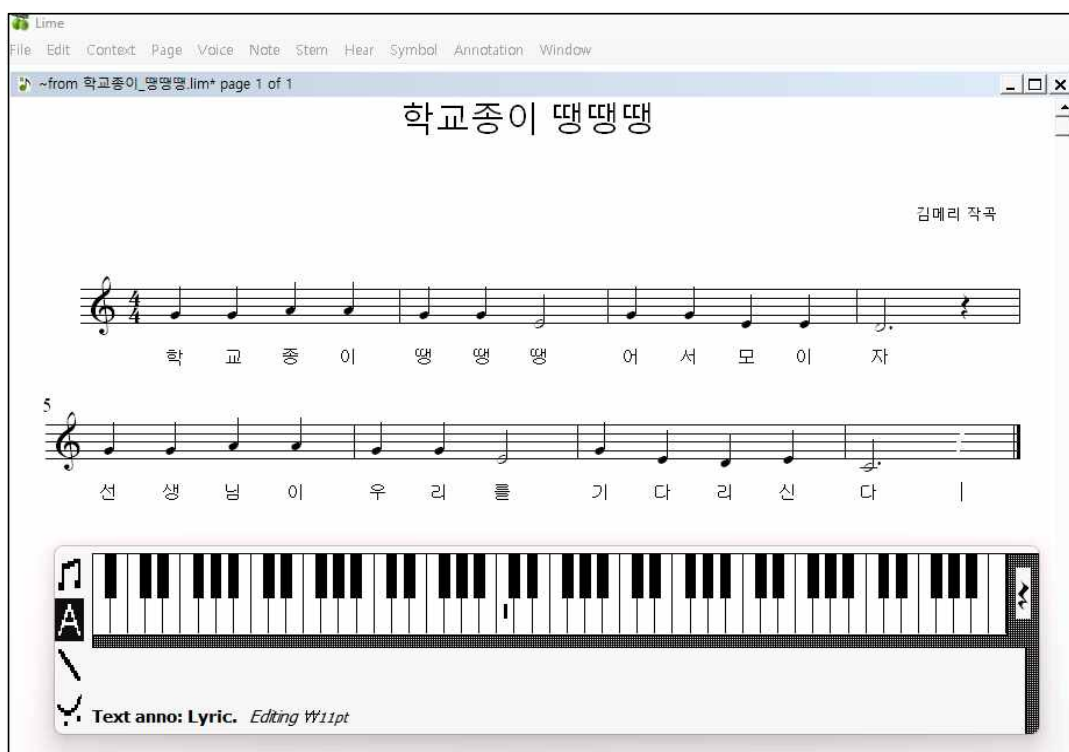 Lime
File Edit Context Page Voice Note Stem Hear Symbol Annotation Window
~from 학교종이_땡땡땡.lim* page 1 of 1
학교종이 땡땡땡
김메리 작곡
4
4
학 교 종 이 땡 땡 땡 어 서 모 이 자
5
선 생 님 이 우 리 를 기 다 리 신 다
A
Text anno: Lyric. Editing ₩11pt